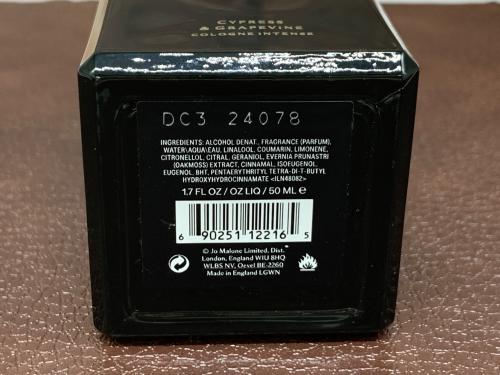 CYPRESS
& GRAPEVINE
COLOGNE INTENSE
DC3 24078
INGREDIENTS: ALCOHOL DENAT., FRAGRANCE (PARFUM),
WATER\AQUA\EAU, LINALOOL, COUMARIN, LIMONENE,
CITRONELLOL, CITRAL, GERANIOL, EVERNIA PRUNASTRI
(OAKMOSS) EXTRACT, CINNAMAL, ISOEUGENOL,
EUGENOL, BHT, PENTAERYTHRITYL TETRA-DI-T-BUTYL
HYDROXYHYDROCINNAMATE <ILN48082>
1.7 FL OZ / OZ LIQ / 50 ML ℮
6 90251 12216 5
© Jo Malone Limited, Dist.
London, England W1U 8HQ
WLBS NV, Oevel BE-2260
Made in England LGWN